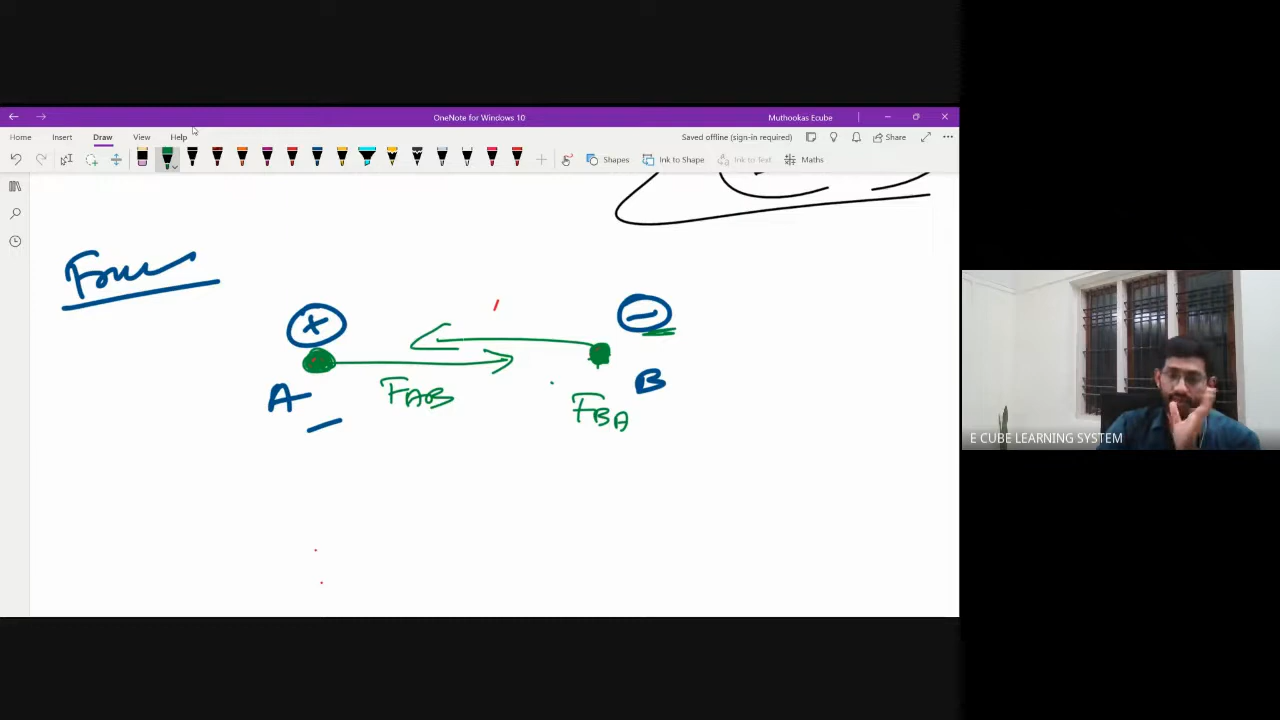 OneNote for Windows 10
Muthookas Ecube
Home Insert Draw View Help
Saved offline (sign-in required)
Share
Shapes
Ink to Shape
Ink to Text
Maths
Force
+
−
A
B
FAB
FBA
E CUBE LEARNING SYSTEM